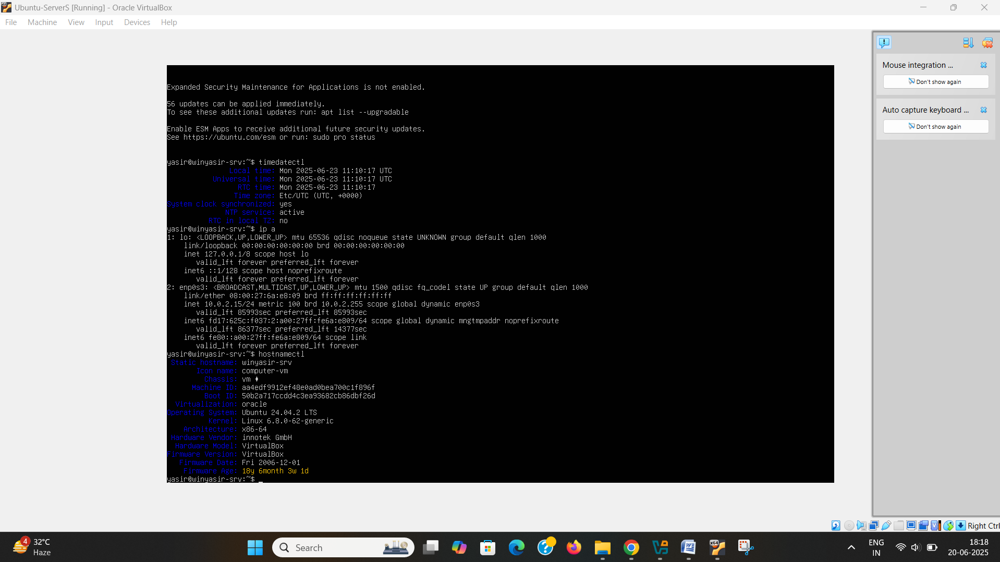 Ubuntu-ServerS [Running] - Oracle VirtualBox
File Machine View Input Devices Help
Mouse integration ...
Don't show again
Auto capture keyboard ...
Don't show again
Expanded Security Maintenance for Applications is not enabled.
56 updates can be applied immediately.
To see these additional updates run: apt list --upgradable
Enable ESM Apps to receive additional future security updates.
See https://ubuntu.com/esm or run: sudo pro status
yasir@winyasir-srv:~$ timedatectl
Local time: Mon 2025-06-23 11:10:17 UTC
Universal time: Mon 2025-06-23 11:10:17 UTC
RTC time: Mon 2025-06-23 11:10:17
Time zone: Etc/UTC (UTC, +0000)
System clock synchronized: yes
NTP service: active
RTC in local TZ: no
yasir@winyasir-srv:~$ ip a
1: lo: <LOOPBACK,UP,LOWER_UP> mtu 65536 qdisc noqueue state UNKNOWN group default qlen 1000
link/loopback 00:00:00:00:00:00 brd 00:00:00:00:00:00
inet 127.0.0.1/8 scope host lo
valid_lft forever preferred_lft forever
inet6 ::1/128 scope host noprefixroute
valid_lft forever preferred_lft forever
2: enp0s3: <BROADCAST,MULTICAST,UP,LOWER_UP> mtu 1500 qdisc fq_codel state UP group default qlen 1000
link/ether 08:00:27:6a:e8:09 brd ff:ff:ff:ff:ff:ff
inet 10.0.2.15/24 metric 100 brd 10.0.2.255 scope global dynamic enp0s3
valid_lft 85993sec preferred_lft 85993sec
inet6 fd17:625c:f037:2:a00:27ff:fe6a:e809/64 scope global dynamic mngtmpaddr noprefixroute
valid_lft 86377sec preferred_lft 14377sec
inet6 fe80::a00:27ff:fe6a:e809/64 scope link
valid_lft forever preferred_lft forever
yasir@winyasir-srv:~$ hostnamectl
Static hostname: winyasir-srv
Icon name: computer-vm
Chassis: vm
Machine ID: aa4edf9912ef48e0ad0bea700c1f896f
Boot ID: 50b2a717ccdd4c3ea93682cb86dbf26d
Virtualization: oracle
Operating System: Ubuntu 24.04.2 LTS
Kernel: Linux 6.8.0-62-generic
Architecture: x86-64
Hardware Vendor: innotek GmbH
Hardware Model: VirtualBox
Firmware Version: VirtualBox
Firmware Date: Fri 2006-12-01
Firmware Age: 18y 6month 3w 1d
yasir@winyasir-srv:~$ _
Right Ctrl
4
32°C
Haze
Search
ENG
IN
18:18
20-06-2025